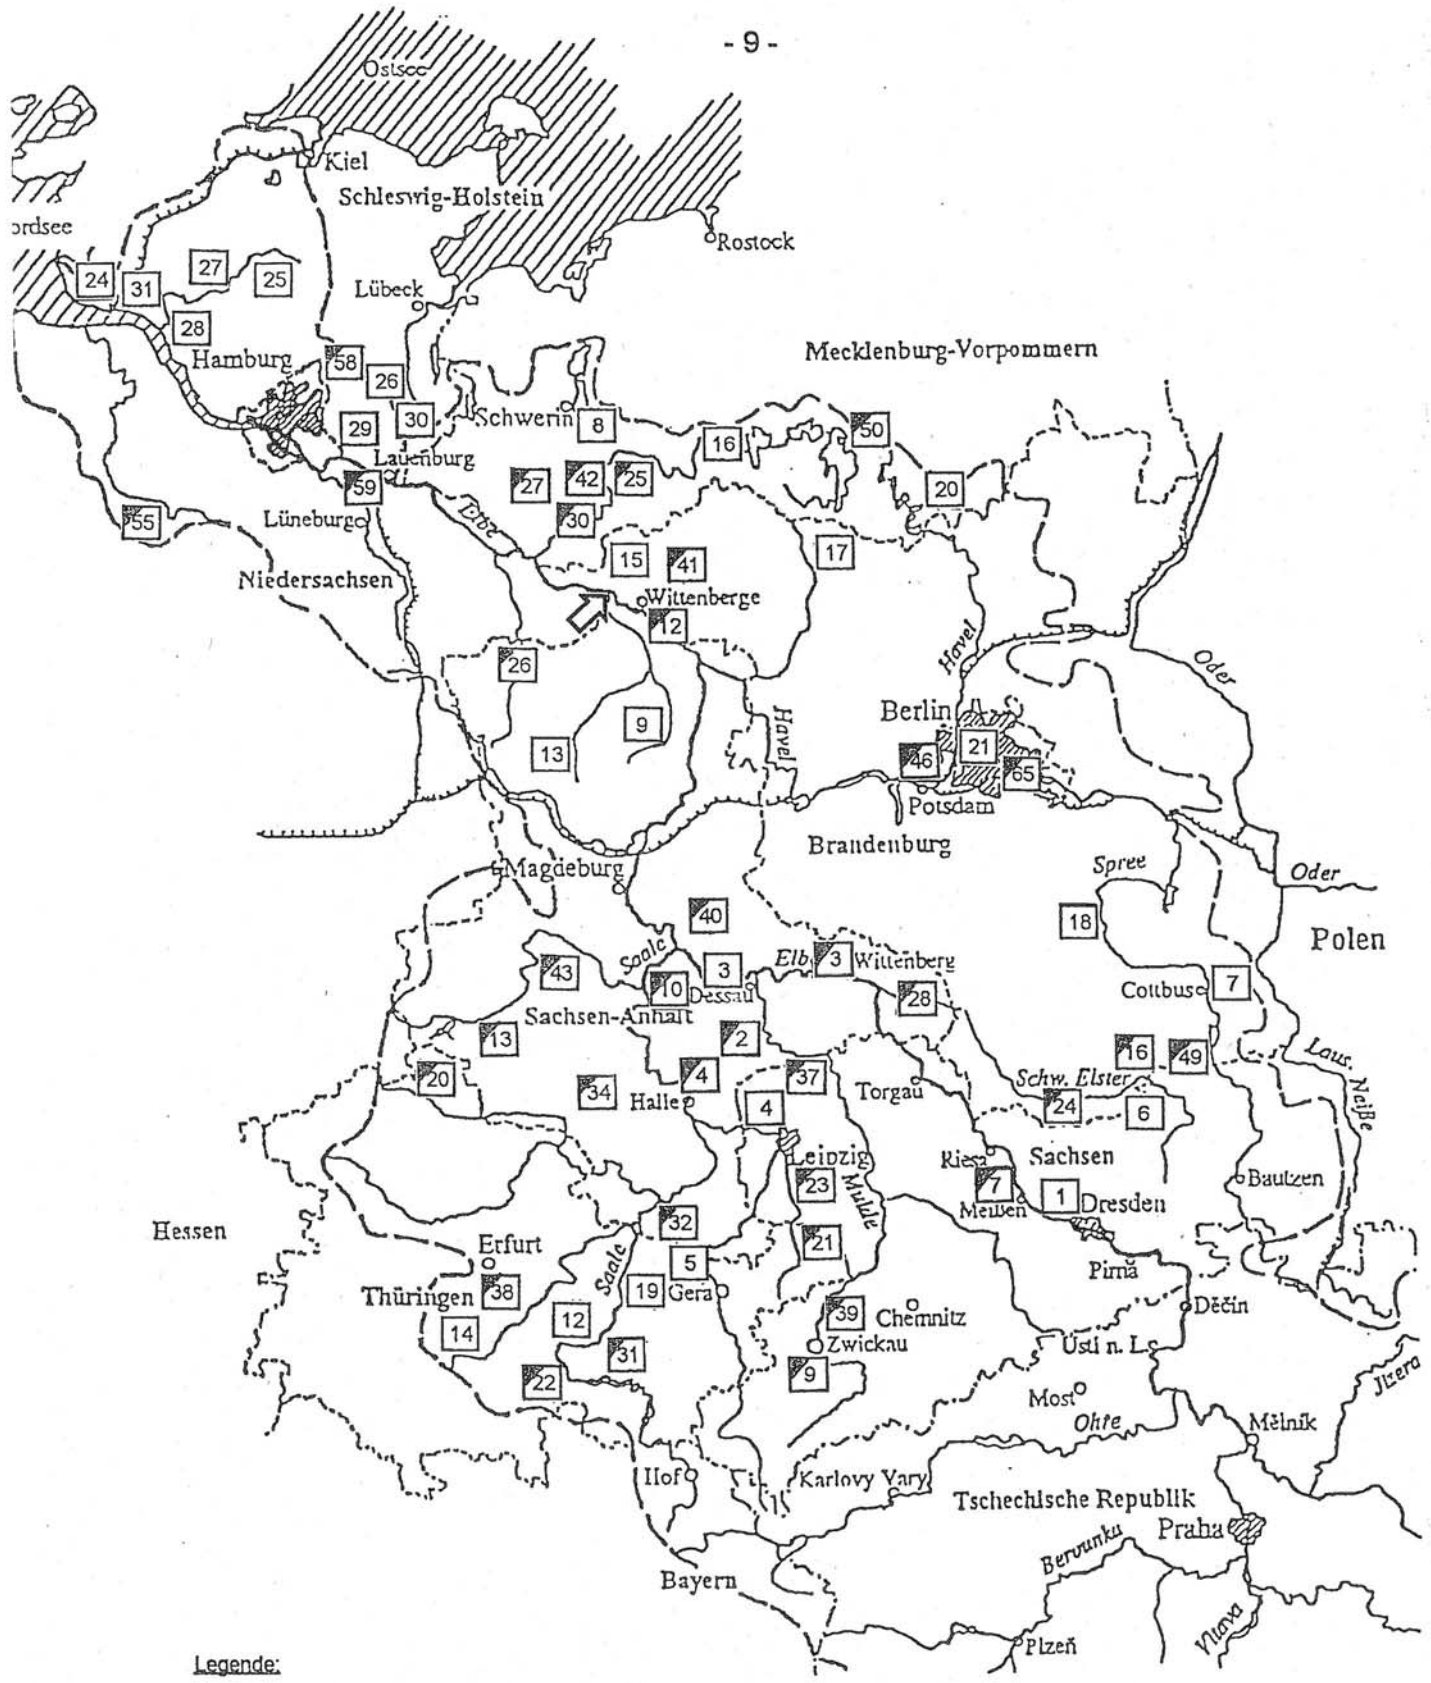 - 9 -
Ostsee
Kiel
Schleswig-Holstein
ordsee
Rostock
24
31
27
25
Lübeck
28
Hamburg
58
26
Mecklenburg-Vorpommern
29
30
Schwerin
8
16
50
Lauenburg
59
27
42
25
20
55
Lüneburg
Elbe
30
15
41
17
Niedersachsen
Wittenberge
12
26
Havel
Oder
9
13
Havel
Berlin
21
46
65
Potsdam
Brandenburg
Magdeburg
Spree
Oder
40
18
Polen
Saale
43
3
Elb
3
Wittenberg
10
Dessau
28
Cottbus
7
Sachsen-Anhalt
13
2
16
49
Laus. Neiße
20
34
4
37
Torgau
Schw. Elster
Halle
4
24
6
Leipzig
Riesa
Sachsen
23
Mulde
7
1
Bautzen
Meißen
Dresden
Hessen
32
21
Erfurt
Saale
5
Pirna
38
19
Gera
Thüringen
12
39
Chemnitz
Děčín
14
Zwickau
Ústi n. L.
31
22
9
Most
Jizera
Ohře
Mělník
Hof
Karlovy Vary
Tschechische Republik
Praha
Berounka
Bayern
Vltava
Plzeň
Legende: